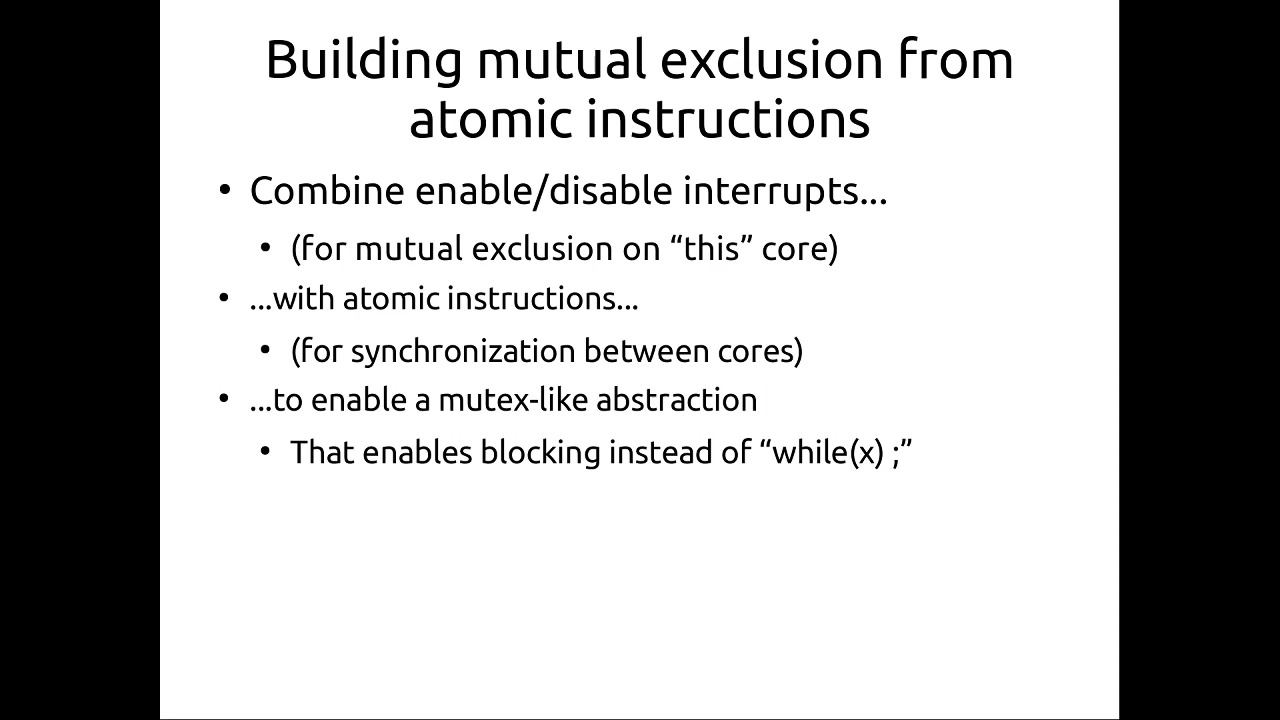 Building mutual exclusion from
atomic instructions
• Combine enable/disable interrupts...
• (for mutual exclusion on “this” core)
• ...with atomic instructions...
• (for synchronization between cores)
• ...to enable a mutex-like abstraction
• That enables blocking instead of “while(x) ;”